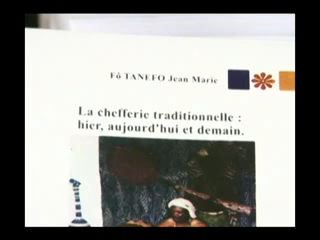 Fô TANEFO Jean Marie
La chefferie traditionnelle :
hier, aujourd'hui et demain.